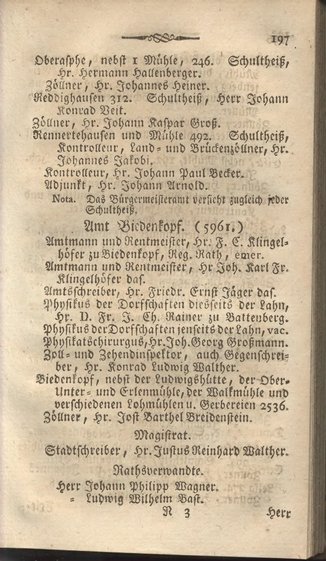 197
Oberasphe, nebst 1 Mühle, 246. Schultheiß,
Hr. Hermann Hallenberger.
Zöllner, Hr. Johannes Heiner.
Reddighausen 312. Schultheiß, Herr Johann
Konrad Veit.
Zöllner, Hr. Johann Kaspar Groß.
Rennertehausen und Mühle 492. Schultheiß,
Kontrolleur, Land- und Brückenzöllner, Hr.
Johannes Jakobi.
Kontrolleur, Hr. Johann Paul Becker.
Adjunkt, Hr. Johann Arnold.
Nota. Das Bürgermeisteramt versieht zugleich jeder
Schultheiß.
Amt Biedenkopf. (5961.)
Amtmann und Rentmeister, Hr. F. C. Klingel-
höfer zu Biedenkopf, Reg. Rath, emer.
Amtmann und Rentmeister, Hr Joh. Karl Fr.
Klingelhöfer das.
Amtsschreiber, Hr. Friedr. Ernst Jäger das.
Physikus der Dorfschaften diesseits der Lahn,
Hr. D. Fr. J. Ch. Rainer zu Battenberg.
Physikus der Dorfschaften jenseits der Lahn, vac.
Physikatschirurgus, Hr. Joh. Georg Großmann.
Zoll- und Zehendinspektor, auch Gegenschrei-
ber, Hr. Konrad Ludwig Walther.
Biedenkopf, nebst der Ludwigshütte, der Ober-
Unter- und Erlenmühle, der Walkmühle und
verschiedenen Lohmühlen u. Gerbereien 2536.
Zöllner, Hr. Jost Barthel Breidenstein.
Magistrat.
Stadtschreiber, Hr. Justus Reinhard Walther.
Rathsverwandte.
Herr Johann Philipp Wagner.
= Ludwig Wilhelm Bast.
N 3 Herr